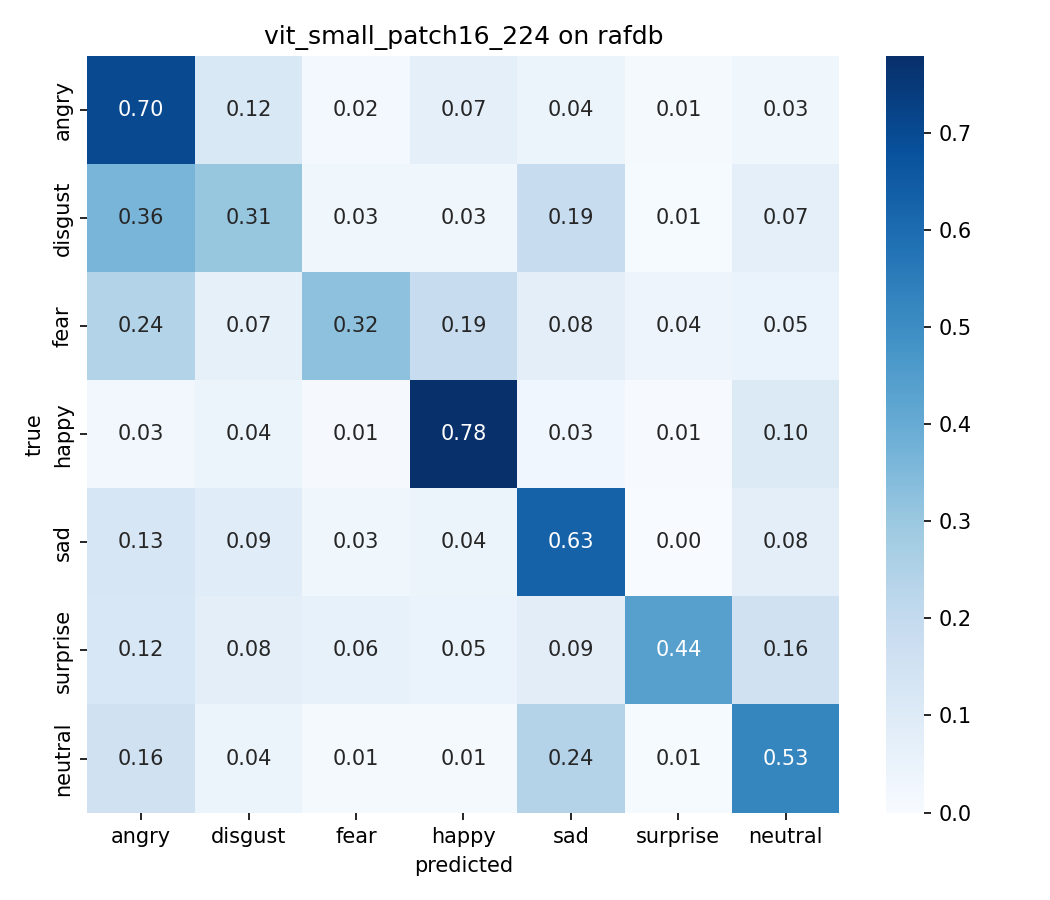 vit_small_patch16_224 on rafdb
true
angry 0.70 0.12 0.02 0.07 0.04 0.01 0.03
disgust 0.36 0.31 0.03 0.03 0.19 0.01 0.07
fear 0.24 0.07 0.32 0.19 0.08 0.04 0.05
happy 0.03 0.04 0.01 0.78 0.03 0.01 0.10
sad 0.13 0.09 0.03 0.04 0.63 0.00 0.08
surprise 0.12 0.08 0.06 0.05 0.09 0.44 0.16
neutral 0.16 0.04 0.01 0.01 0.24 0.01 0.53
angry disgust fear happy sad surprise neutral
predicted
0.7
0.6
0.5
0.4
0.3
0.2
0.1
0.0